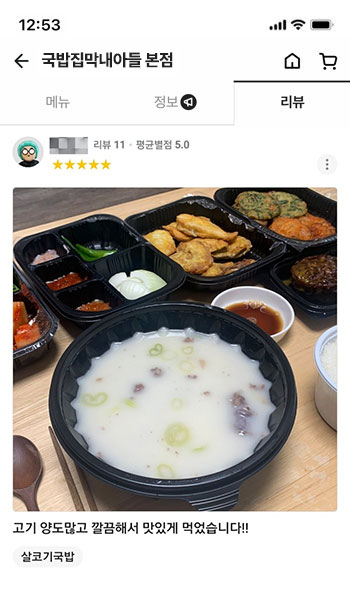 12:53
국밥집막내아들 본점
메뉴
정보
리뷰
리뷰 11 · 평균별점 5.0
고기 양도많고 깔끔해서 맛있게 먹었습니다!!
살코기국밥